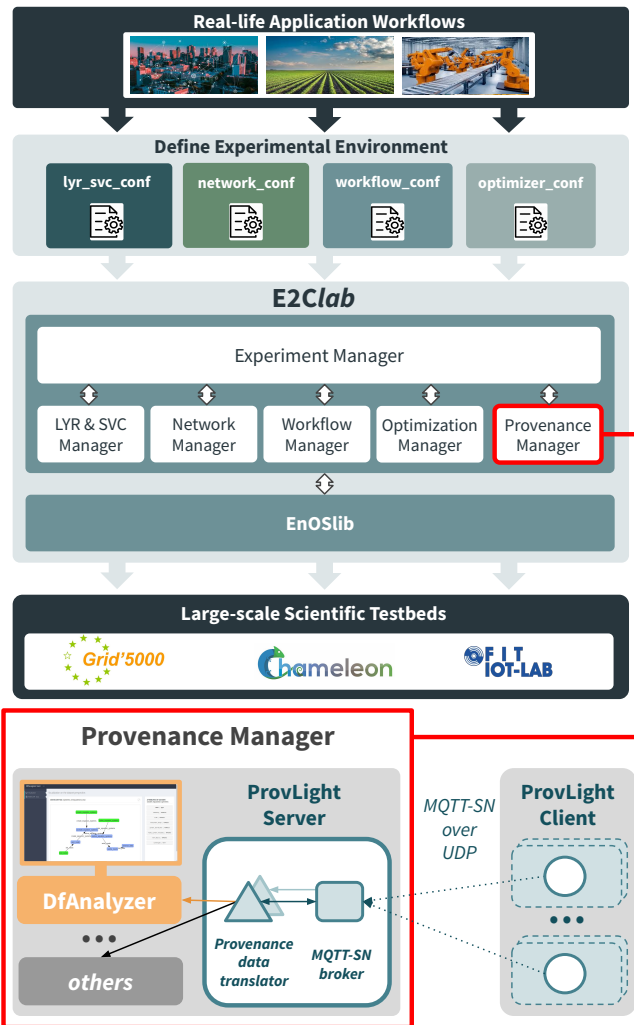 Real-life Application Workflows
Define Experimental Environment
lyr_svc_conf
network_conf
workflow_conf
optimizer_conf
E2Clab
Experiment Manager
LYR & SVC
Manager
Network
Manager
Workflow
Manager
Optimization
Manager
Provenance
Manager
EnOSlib
Large-scale Scientific Testbeds
Grid'5000
Chameleon
FIT
IOT-LAB
Provenance Manager
ProvLight
Server
MQTT-SN
over
UDP
ProvLight
Client
DfAnalyzer
others
Provenance
data
translator
MQTT-SN
broker